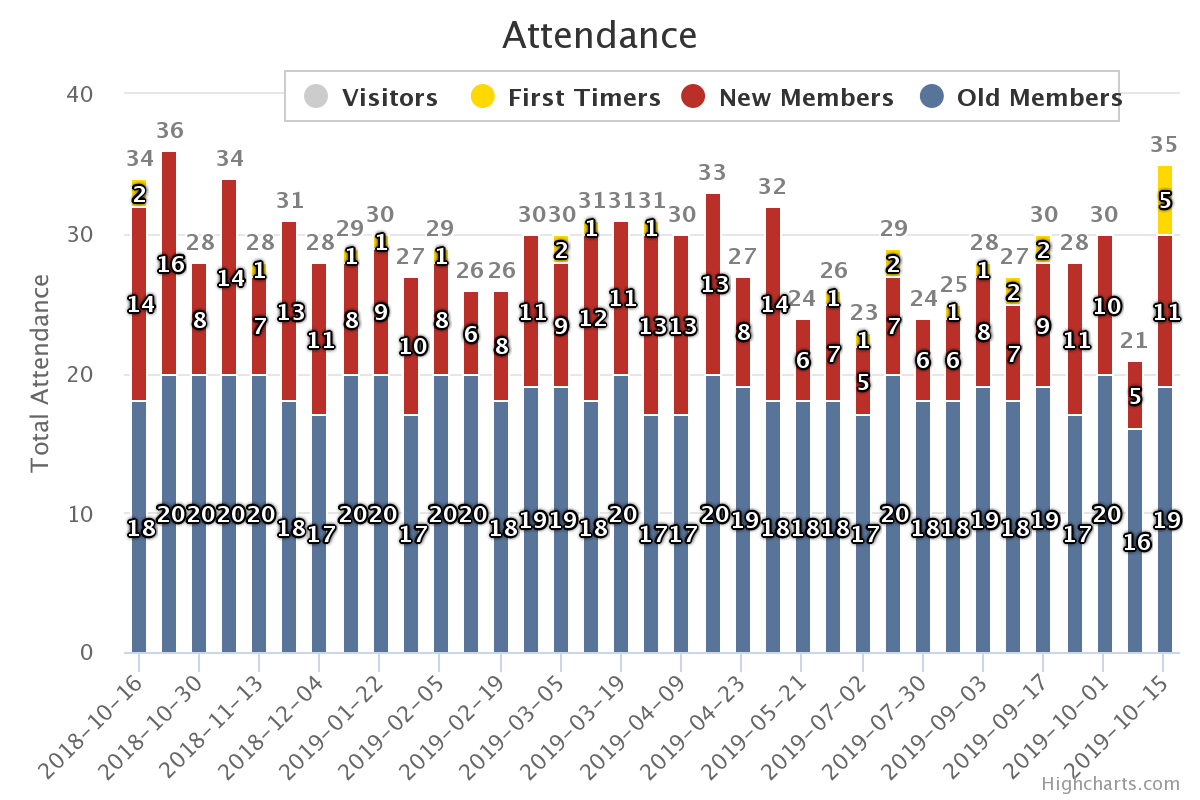 Attendance
Visitors First Timers New Members Old Members
Total Attendance
40
30
20
10
0
34 36 28 34 28 31 28 29 30 27 29 26 26 30 30 31 31 31 30 33 27 32 24 26 23 29 24 25 28 27 30 28 30 21 35
2 1 1 1 1 2 1 1 1 1 2 1 1 2 2 5
14 16 8 14 7 13 11 8 9 10 8 6 8 11 9 12 11 13 13 13 8 14 6 7 5 7 6 6 8 7 9 11 10 5 11
18 20 20 20 20 18 17 20 20 17 20 20 18 19 19 18 20 17 17 20 19 18 18 18 17 20 18 18 19 18 19 17 20 16 19
2018-10-16
2018-10-30
2018-11-13
2018-12-04
2019-01-22
2019-02-05
2019-02-19
2019-03-05
2019-03-19
2019-04-09
2019-04-23
2019-05-21
2019-07-02
2019-07-30
2019-09-03
2019-09-17
2019-10-01
2019-10-15
Highcharts.com